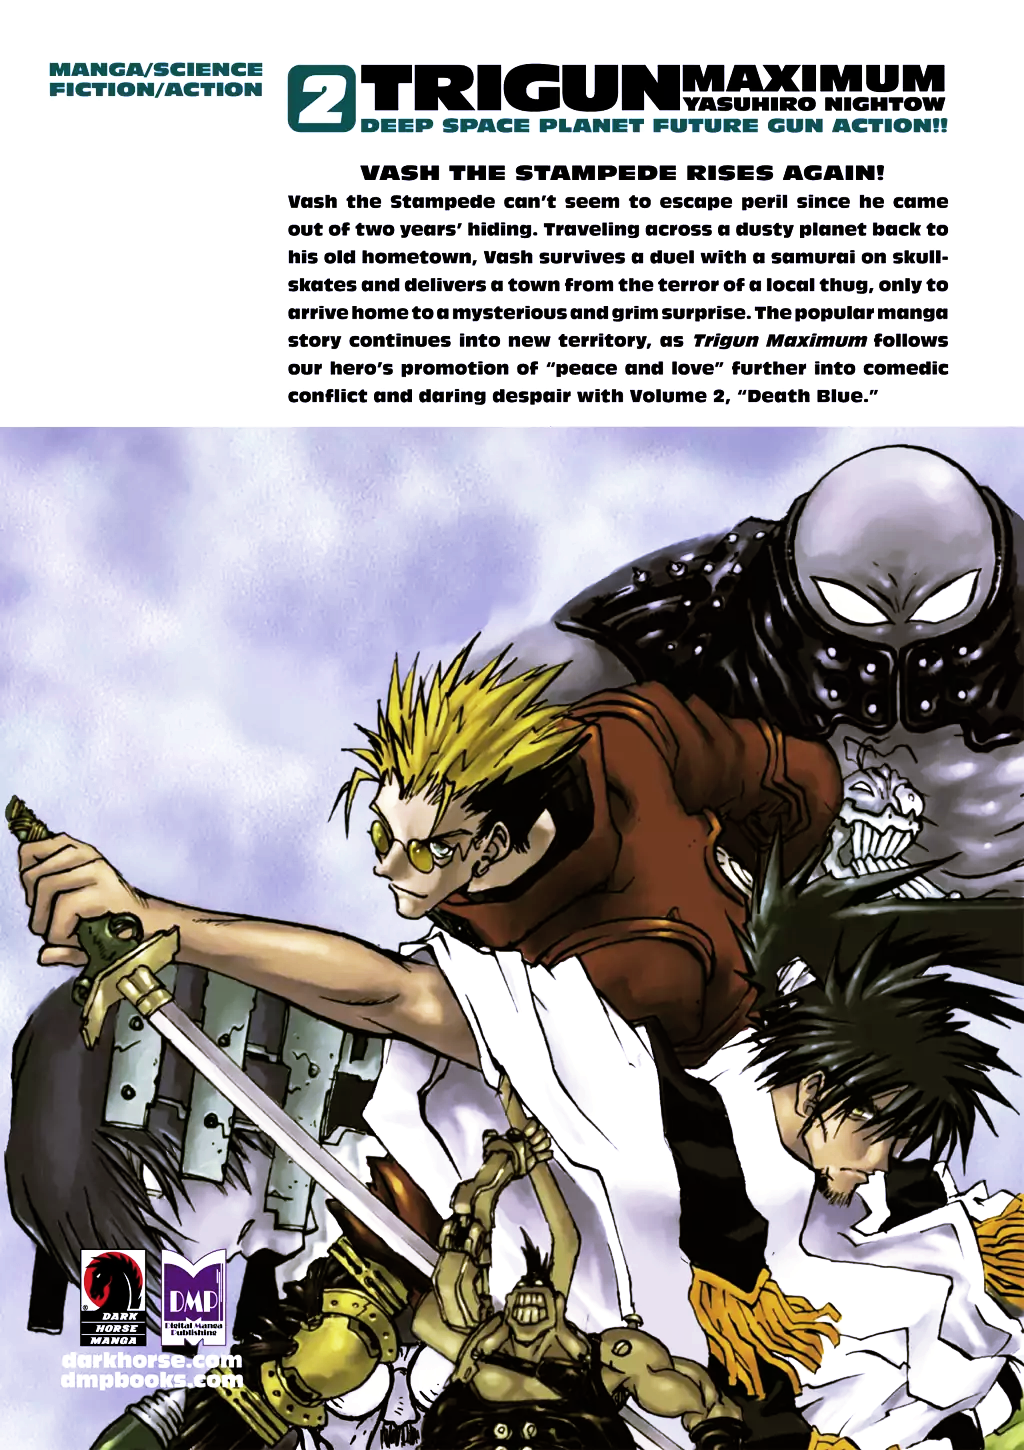 MANGA/SCIENCE
FICTION/ACTION
2 TRIGUN MAXIMUM
YASUHIRO NIGHTOW
DEEP SPACE PLANET FUTURE GUN ACTION!!
VASH THE STAMPEDE RISES AGAIN!
Vash the Stampede can't seem to escape peril since he came
out of two years' hiding. Traveling across a dusty planet back to
his old hometown, Vash survives a duel with a samurai on skull-
skates and delivers a town from the terror of a local thug, only to
arrive home to a mysterious and grim surprise. The popular manga
story continues into new territory, as Trigun Maximum follows
our hero's promotion of “peace and love” further into comedic
conflict and daring despair with Volume 2, “Death Blue.”
®
DARK
HORSE
MANGA
DMP
Digital Manga
Publishing
darkhorse.com
dmpbooks.com